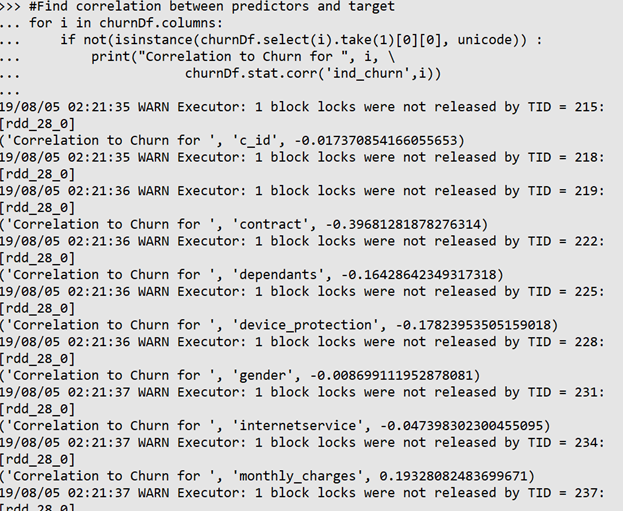 >>> #Find correlation between predictors and target
... for i in churnDf.columns:
...     if not(isinstance(churnDf.select(i).take(1)[0][0], unicode)) :
...         print("Correlation to Churn for ", i, \
...                     churnDf.stat.corr('ind_churn',i))
...
19/08/05 02:21:35 WARN Executor: 1 block locks were not released by TID = 215:
[rdd_28_0]
('Correlation to Churn for ', 'c_id', -0.017370854166055653)
19/08/05 02:21:35 WARN Executor: 1 block locks were not released by TID = 218:
[rdd_28_0]
19/08/05 02:21:36 WARN Executor: 1 block locks were not released by TID = 219:
[rdd_28_0]
('Correlation to Churn for ', 'contract', -0.39681281878276314)
19/08/05 02:21:36 WARN Executor: 1 block locks were not released by TID = 222:
[rdd_28_0]
('Correlation to Churn for ', 'dependants', -0.16428642349317318)
19/08/05 02:21:36 WARN Executor: 1 block locks were not released by TID = 225:
[rdd_28_0]
('Correlation to Churn for ', 'device_protection', -0.17823953505159018)
19/08/05 02:21:36 WARN Executor: 1 block locks were not released by TID = 228:
[rdd_28_0]
('Correlation to Churn for ', 'gender', -0.008699111952878081)
19/08/05 02:21:37 WARN Executor: 1 block locks were not released by TID = 231:
[rdd_28_0]
('Correlation to Churn for ', 'internetservice', -0.047398302300455095)
19/08/05 02:21:37 WARN Executor: 1 block locks were not released by TID = 234:
[rdd_28_0]
('Correlation to Churn for ', 'monthly_charges', 0.19328082483699671)
19/08/05 02:21:37 WARN Executor: 1 block locks were not released by TID = 237:
[rdd_28_0]